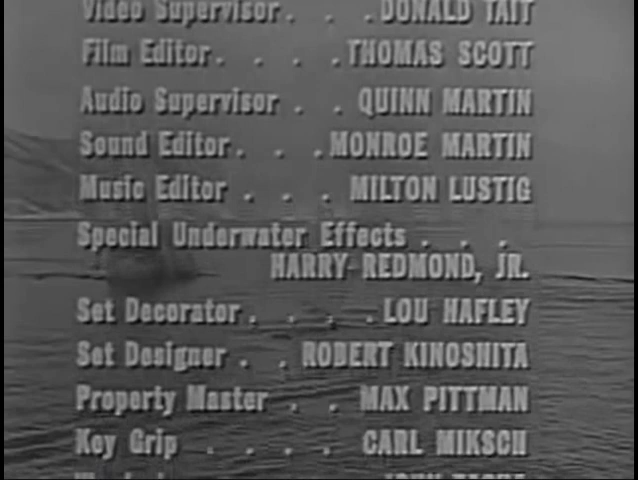 Video Supervisor. . . .DONALD TAIT
Film Editor. . . . .THOMAS SCOTT
Audio Supervisor . . QUINN MARTIN
Sound Editor. . . .MONROE MARTIN
Music Editor . . . MILTON LUSTIG
Special Underwater Effects . . .
HARRY REDMOND, JR.
Set Decorator. . . . .LOU HAFLEY
Set Designer . . ROBERT KINOSHITA
Property Master . . MAX PITTMAN
Key Grip . . . . CARL MIKSCH